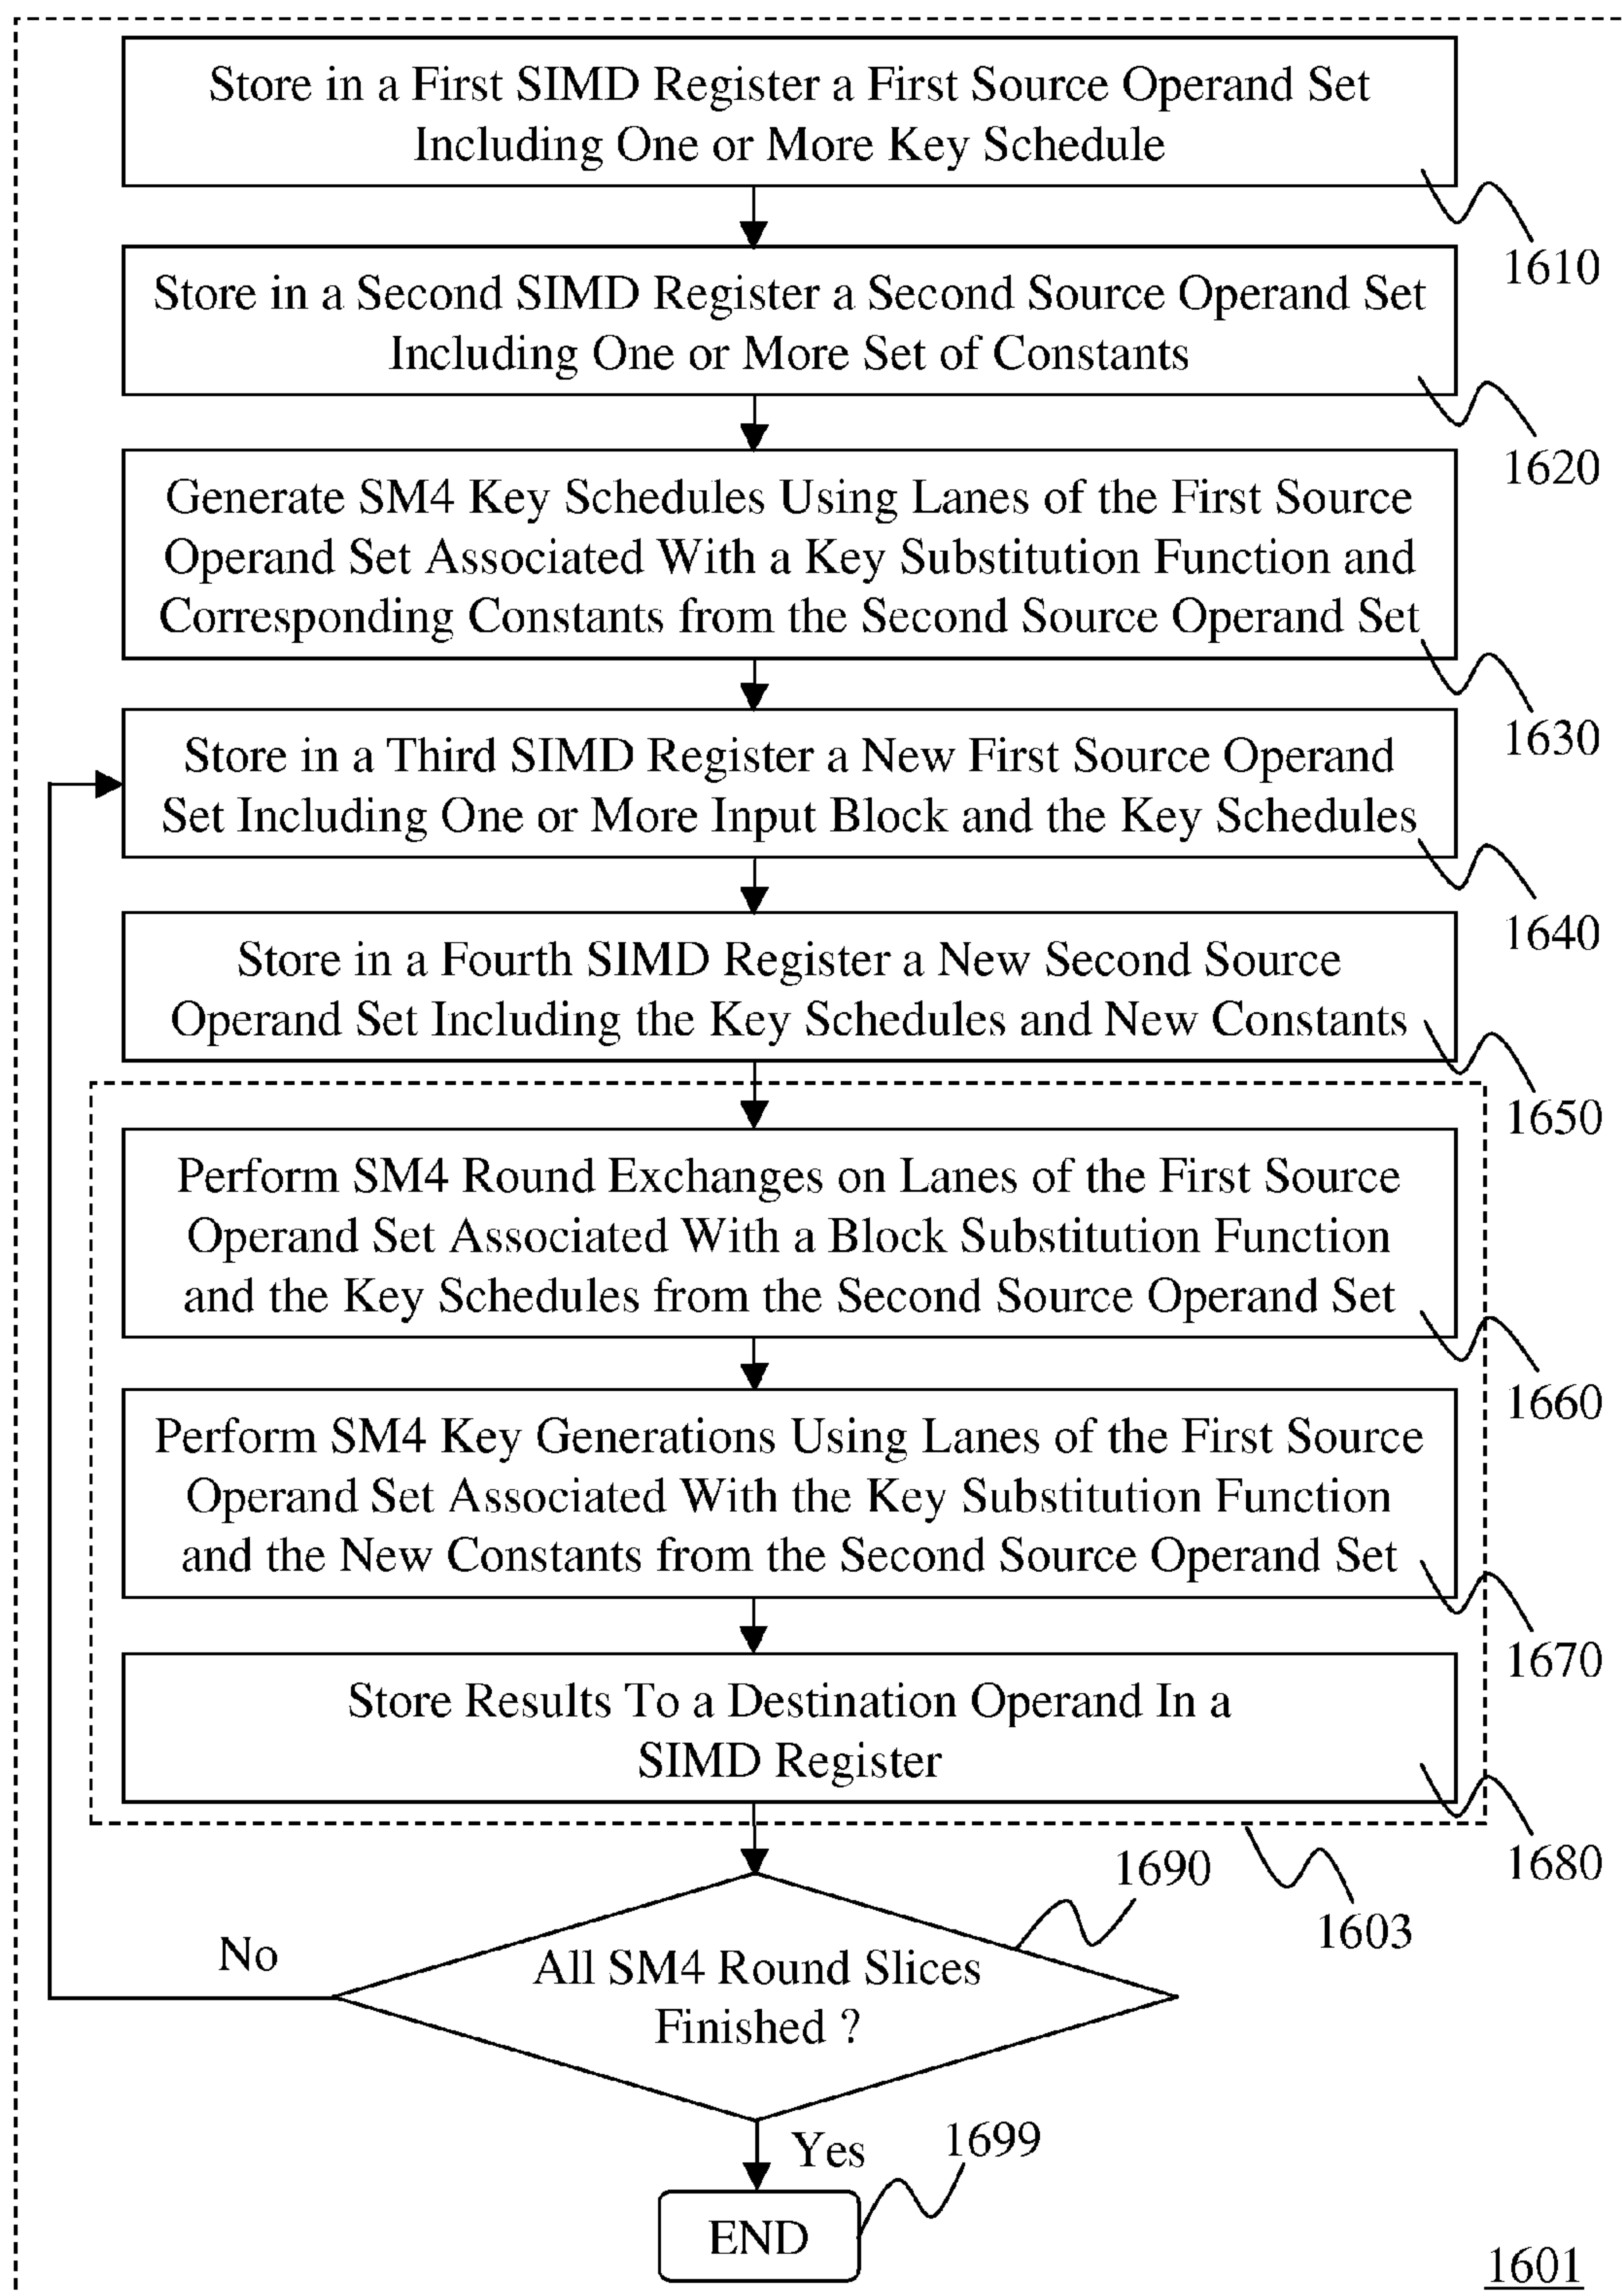 Store in a First SIMD Register a First Source Operand Set
Including One or More Key Schedule
1610
Store in a Second SIMD Register a Second Source Operand Set
Including One or More Set of Constants
1620
Generate SM4 Key Schedules Using Lanes of the First Source
Operand Set Associated With a Key Substitution Function and
Corresponding Constants from the Second Source Operand Set
1630
Store in a Third SIMD Register a New First Source Operand
Set Including One or More Input Block and the Key Schedules
1640
Store in a Fourth SIMD Register a New Second Source
Operand Set Including the Key Schedules and New Constants
1650
Perform SM4 Round Exchanges on Lanes of the First Source
Operand Set Associated With a Block Substitution Function
and the Key Schedules from the Second Source Operand Set
1660
Perform SM4 Key Generations Using Lanes of the First Source
Operand Set Associated With the Key Substitution Function
and the New Constants from the Second Source Operand Set
1670
Store Results To a Destination Operand In a
SIMD Register
1680
1690
1603
No
All SM4 Round Slices
Finished ?
Yes
1699
END
1601